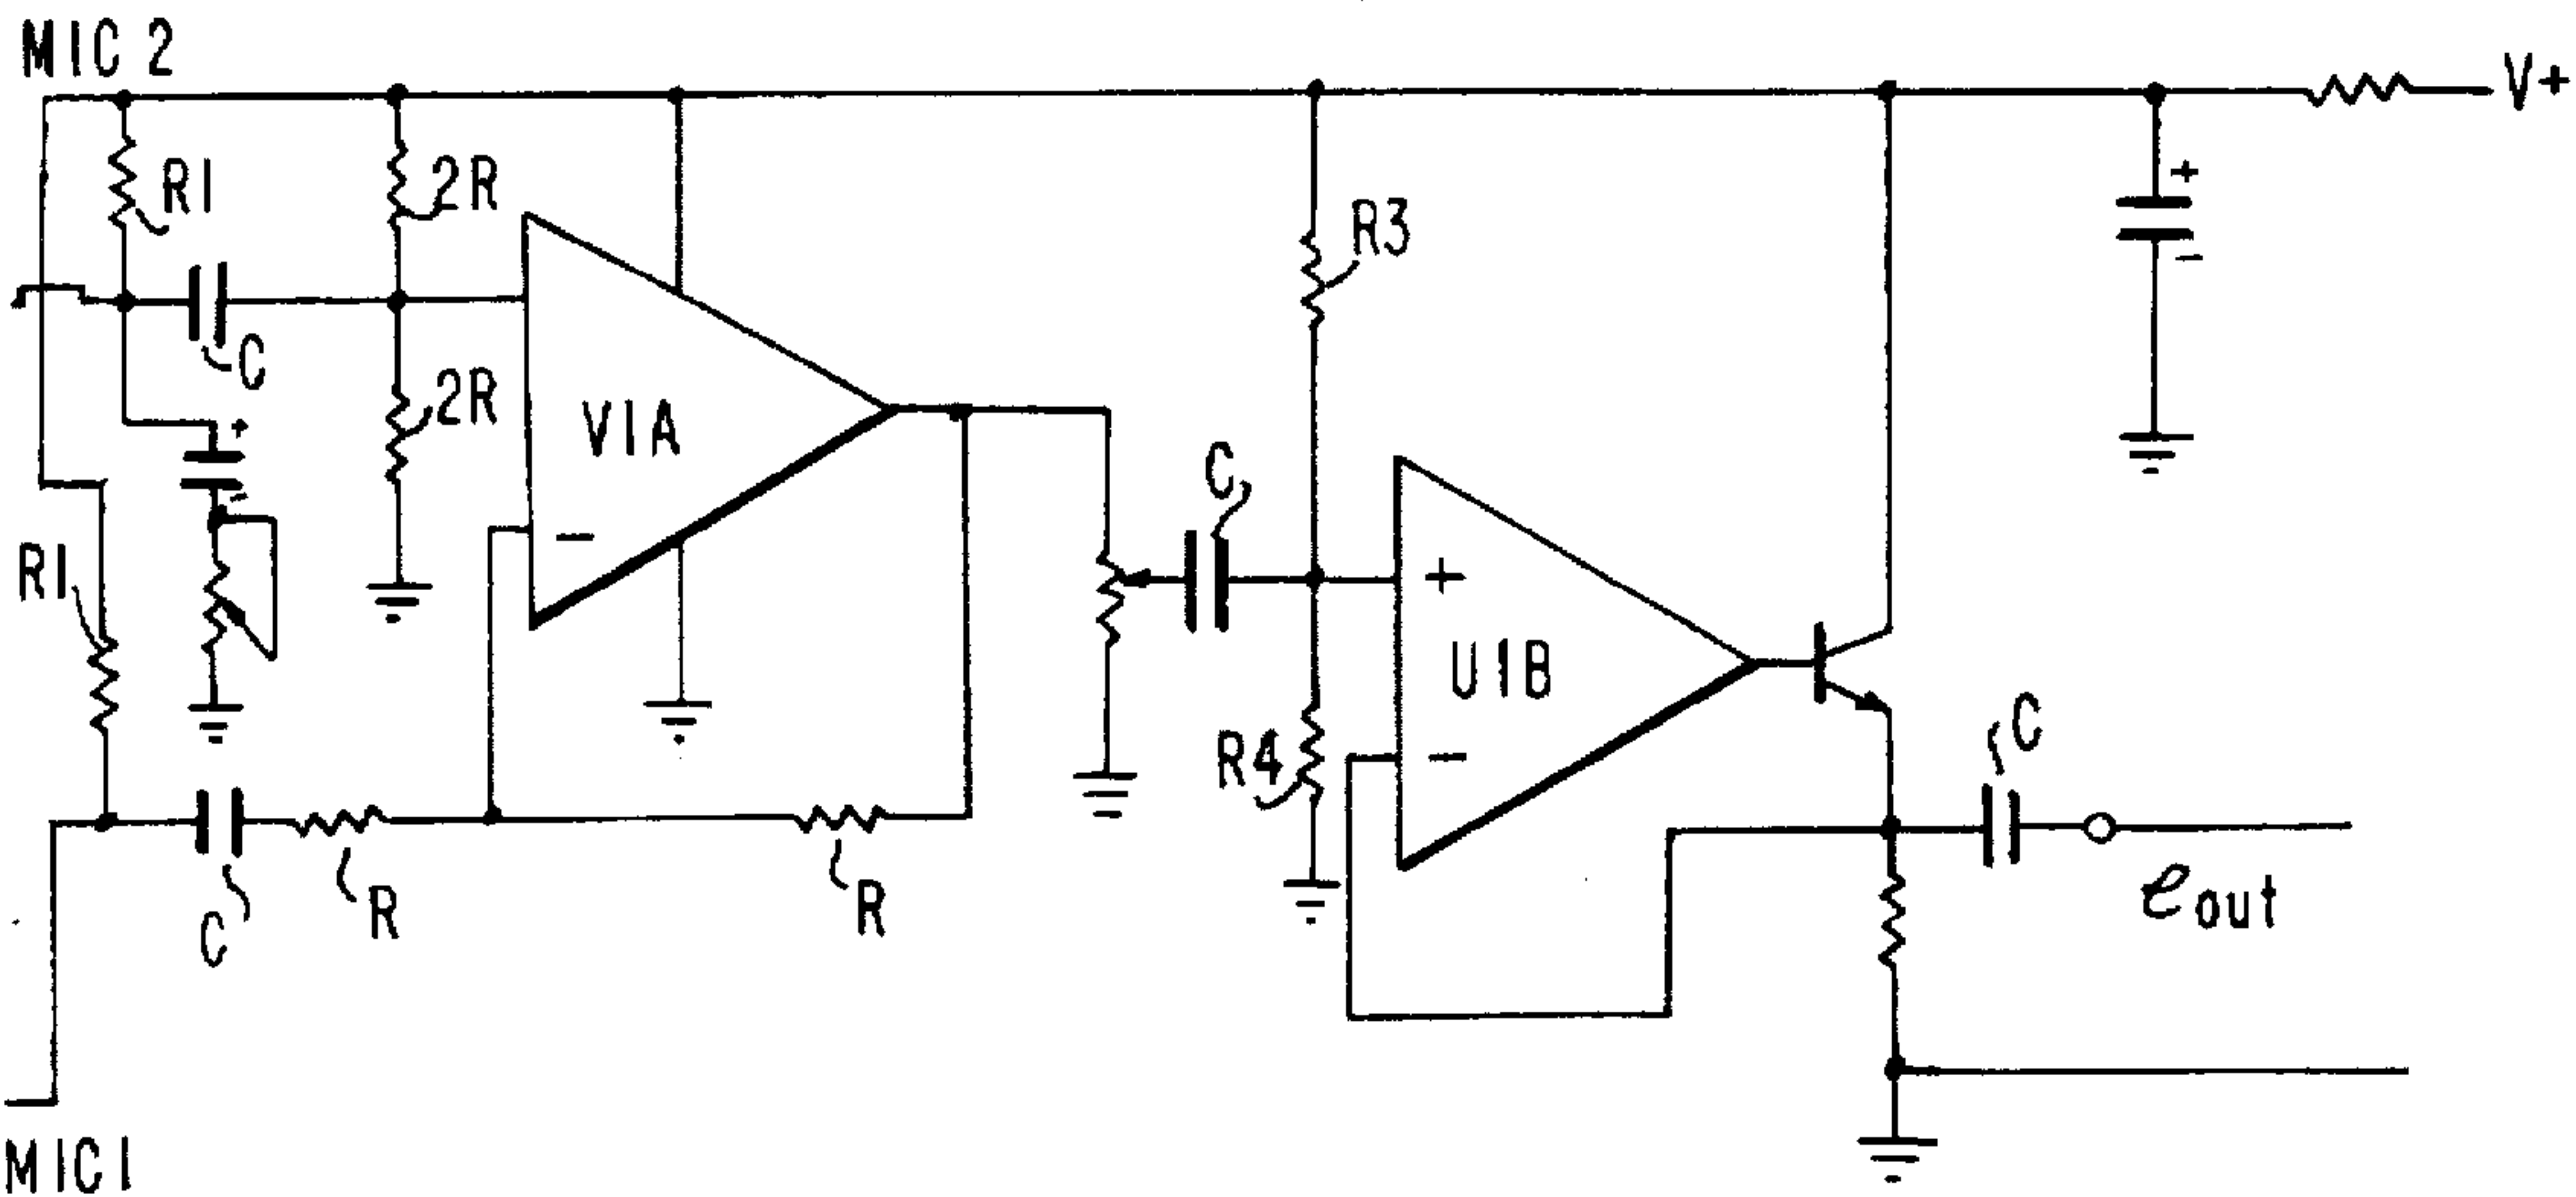 MIC 2
V+
R1
2R
R3
+
-
C
2R
+
V1A
C
-
-
R1
+
U1B
R4
-
C
C
R
R
eout
MIC1